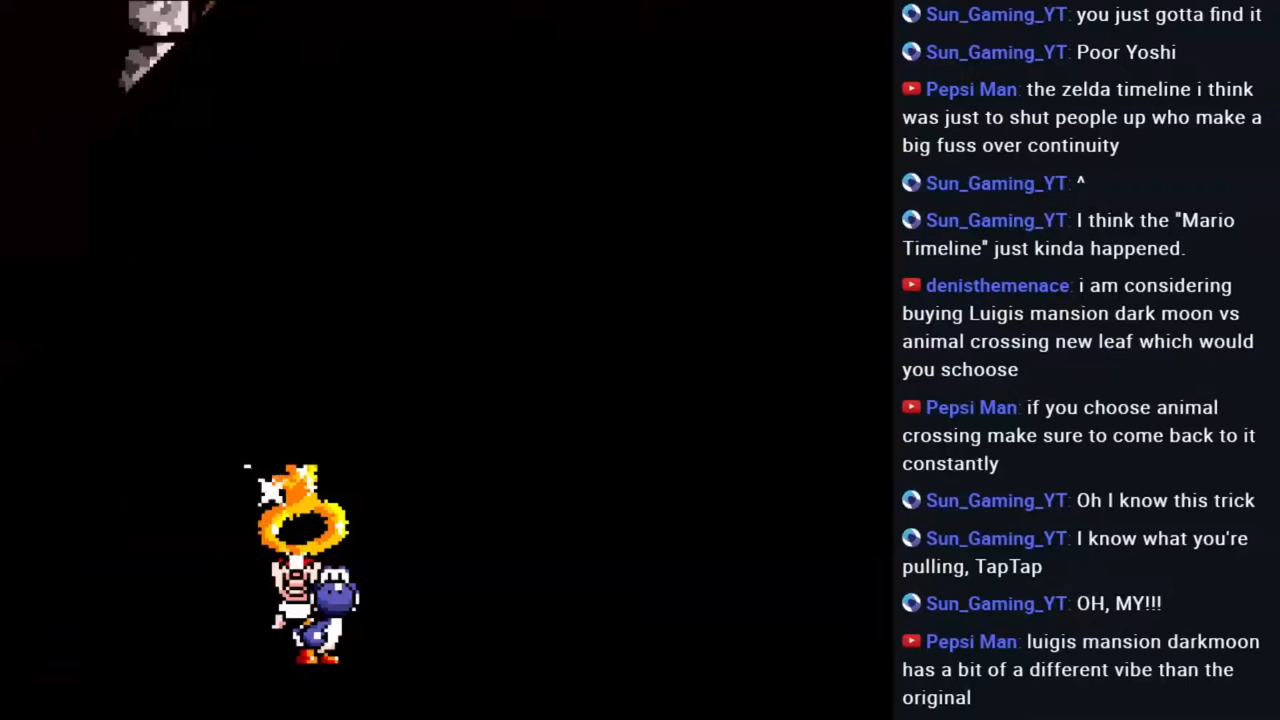 Sun_Gaming_YT: you just gotta find it
Sun_Gaming_YT: Poor Yoshi
Pepsi Man: the zelda timeline i think
was just to shut people up who make a
big fuss over continuity
Sun_Gaming_YT: ^
Sun_Gaming_YT: I think the "Mario
Timeline" just kinda happened.
denisthemenace: i am considering
buying Luigis mansion dark moon vs
animal crossing new leaf which would
you schoose
Pepsi Man: if you choose animal
crossing make sure to come back to it
constantly
Sun_Gaming_YT: Oh I know this trick
Sun_Gaming_YT: I know what you're
pulling, TapTap
Sun_Gaming_YT: OH, MY!!!
Pepsi Man: luigis mansion darkmoon
has a bit of a different vibe than the
original